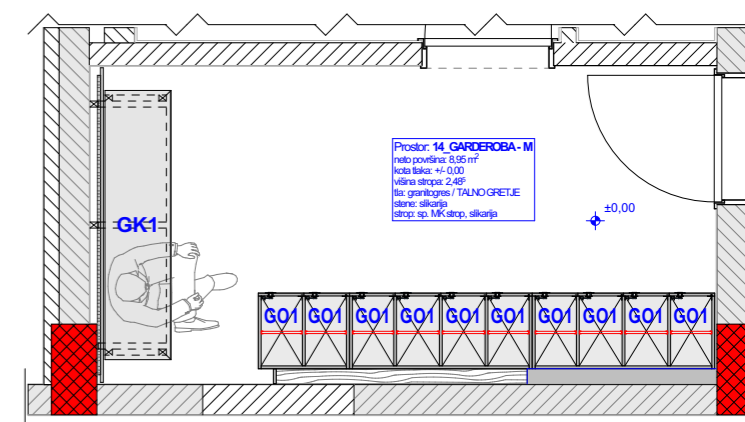 Prostor: 14_GARDEROBA - M
neto površina: 8,95 m²
kota tlaka: +/- 0,00
višina stropa: 2,48⁵
tla: granitogres / TALNO GRETJE
stene: slikarija
strop: sp. MK strop, slikarija
±0,00
GK1
GO1 GO1 GO1 GO1 GO1 GO1 GO1 GO1 GO1 GO1